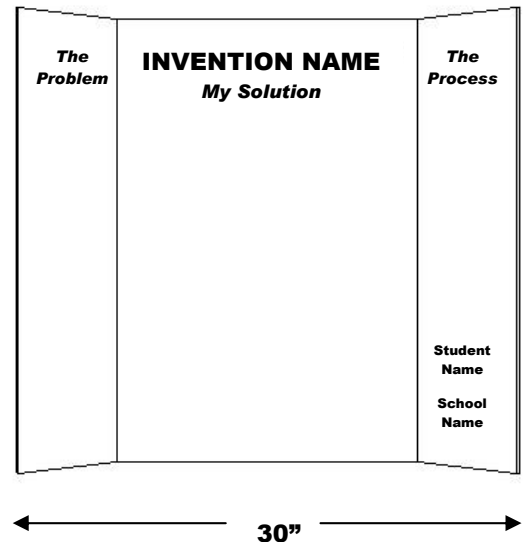 The
Problem
INVENTION NAME
My Solution
The
Process
Student
Name
School
Name
30”